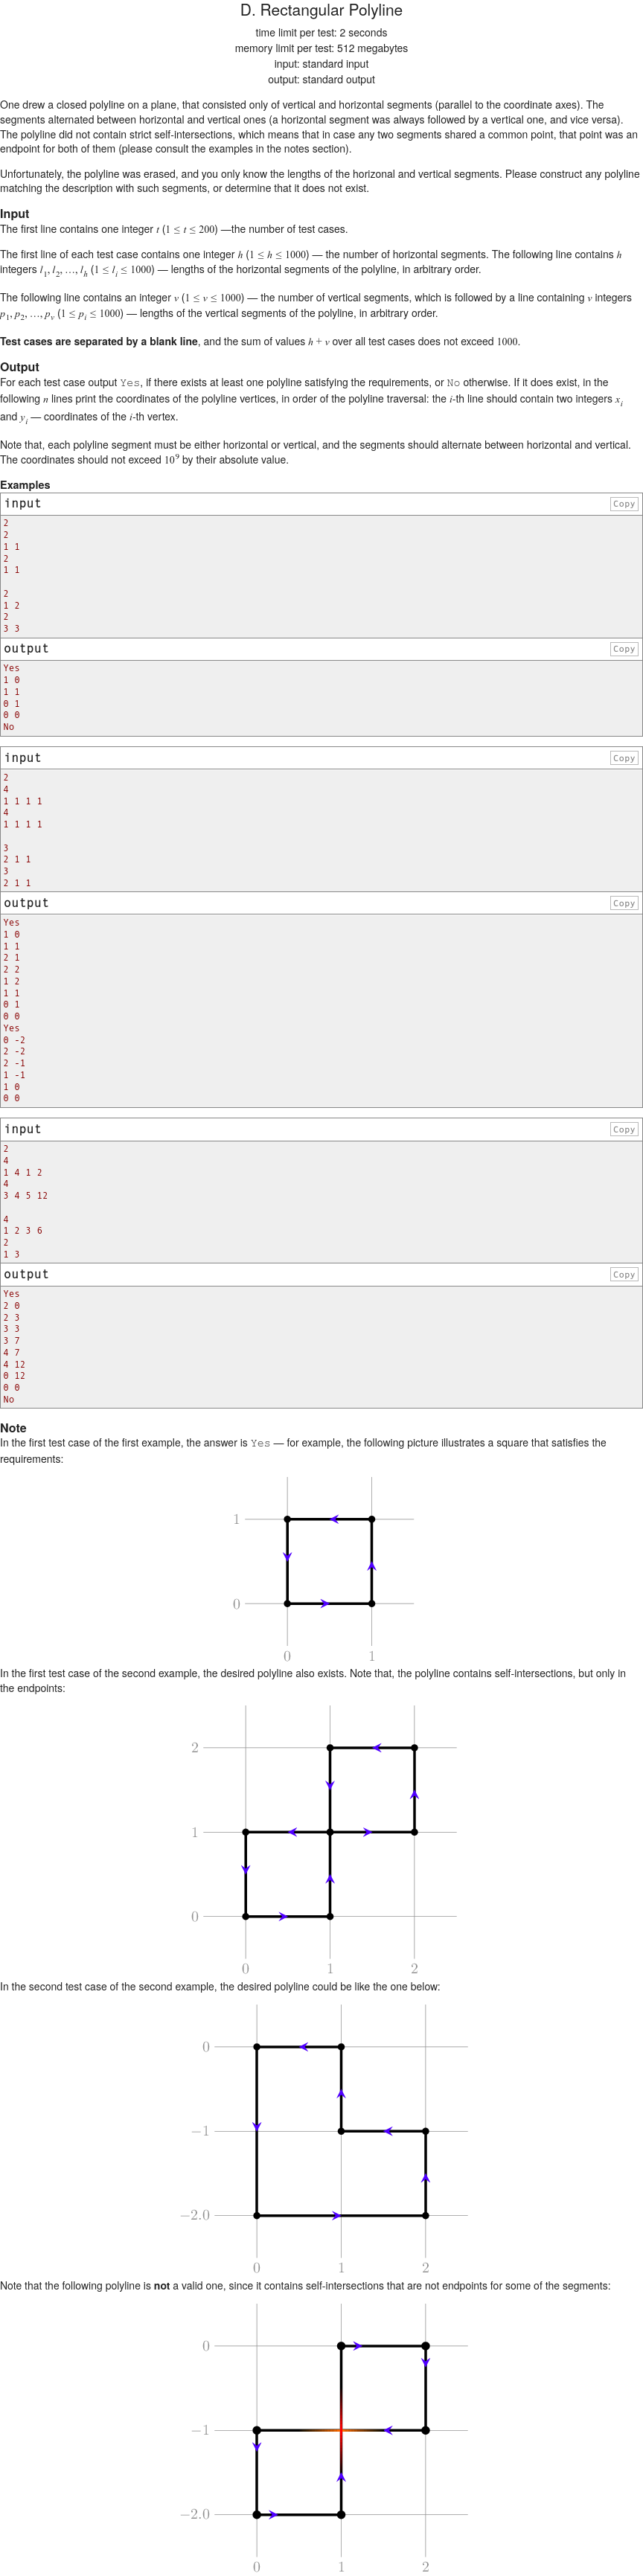 D. Rectangular Polyline
time limit per test: 2 seconds
memory limit per test: 512 megabytes
input: standard input
output: standard output
One drew a closed polyline on a plane, that consisted only of vertical and horizontal segments (parallel to the coordinate axes). The
segments alternated between horizontal and vertical ones (a horizontal segment was always followed by a vertical one, and vice versa).
The polyline did not contain strict self-intersections, which means that in case any two segments shared a common point, that point was an
endpoint for both of them (please consult the examples in the notes section).
Unfortunately, the polyline was erased, and you only know the lengths of the horizonal and vertical segments. Please construct any polyline
matching the description with such segments, or determine that it does not exist.
Input
The first line contains one integer t (1 ≤ t ≤ 200) —the number of test cases.
The first line of each test case contains one integer h (1 ≤ h ≤ 1000) — the number of horizontal segments. The following line contains h
integers l1, l2, …, lh (1 ≤ li ≤ 1000) — lengths of the horizontal segments of the polyline, in arbitrary order.
The following line contains an integer v (1 ≤ v ≤ 1000) — the number of vertical segments, which is followed by a line containing v integers
p1, p2, …, pv (1 ≤ pi ≤ 1000) — lengths of the vertical segments of the polyline, in arbitrary order.
Test cases are separated by a blank line, and the sum of values h + v over all test cases does not exceed 1000.
Output
For each test case output Yes, if there exists at least one polyline satisfying the requirements, or No otherwise. If it does exist, in the
following n lines print the coordinates of the polyline vertices, in order of the polyline traversal: the i-th line should contain two integers xi
and yi — coordinates of the i-th vertex.
Note that, each polyline segment must be either horizontal or vertical, and the segments should alternate between horizontal and vertical.
The coordinates should not exceed 10^9 by their absolute value.
Examples
input Copy
2
2
1 1
2
1 1

2
1 2
2
3 3
output Copy
Yes
1 0
1 1
0 1
0 0
No
input Copy
2
4
1 1 1 1
4
1 1 1 1

3
2 1 1
3
2 1 1
output Copy
Yes
1 0
1 1
2 1
2 2
1 2
1 1
0 1
0 0
Yes
0 -2
2 -2
2 -1
1 -1
1 0
0 0
input Copy
2
4
1 4 1 2
4
3 4 5 12

4
1 2 3 6
2
1 3
output Copy
Yes
2 0
2 3
3 3
3 7
4 7
4 12
0 12
0 0
No
Note
In the first test case of the first example, the answer is Yes — for example, the following picture illustrates a square that satisfies the
requirements:
1
0
0 1
In the first test case of the second example, the desired polyline also exists. Note that, the polyline contains self-intersections, but only in
the endpoints:
2
1
0
0 1 2
In the second test case of the second example, the desired polyline could be like the one below:
0
−1
−2.0
0 1 2
Note that the following polyline is not a valid one, since it contains self-intersections that are not endpoints for some of the segments:
0
−1
−2.0
0 1 2